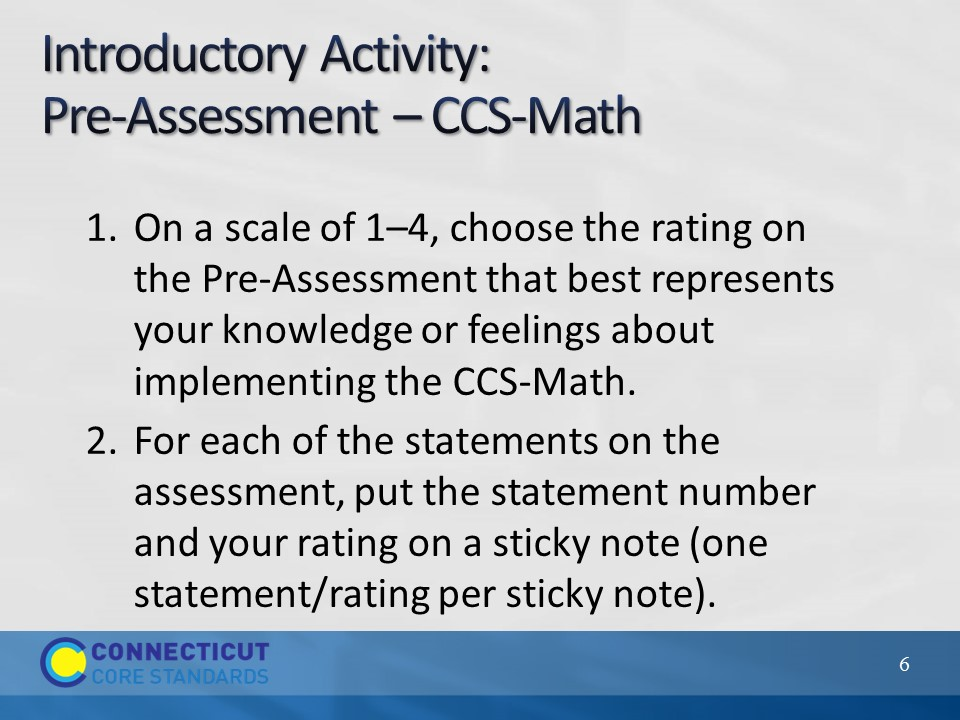 Introductory Activity:
Pre-Assessment – CCS-Math
1. On a scale of 1–4, choose the rating on
the Pre-Assessment that best represents
your knowledge or feelings about
implementing the CCS-Math.
2. For each of the statements on the
assessment, put the statement number
and your rating on a sticky note (one
statement/rating per sticky note).
CONNECTICUT
CORE STANDARDS
6